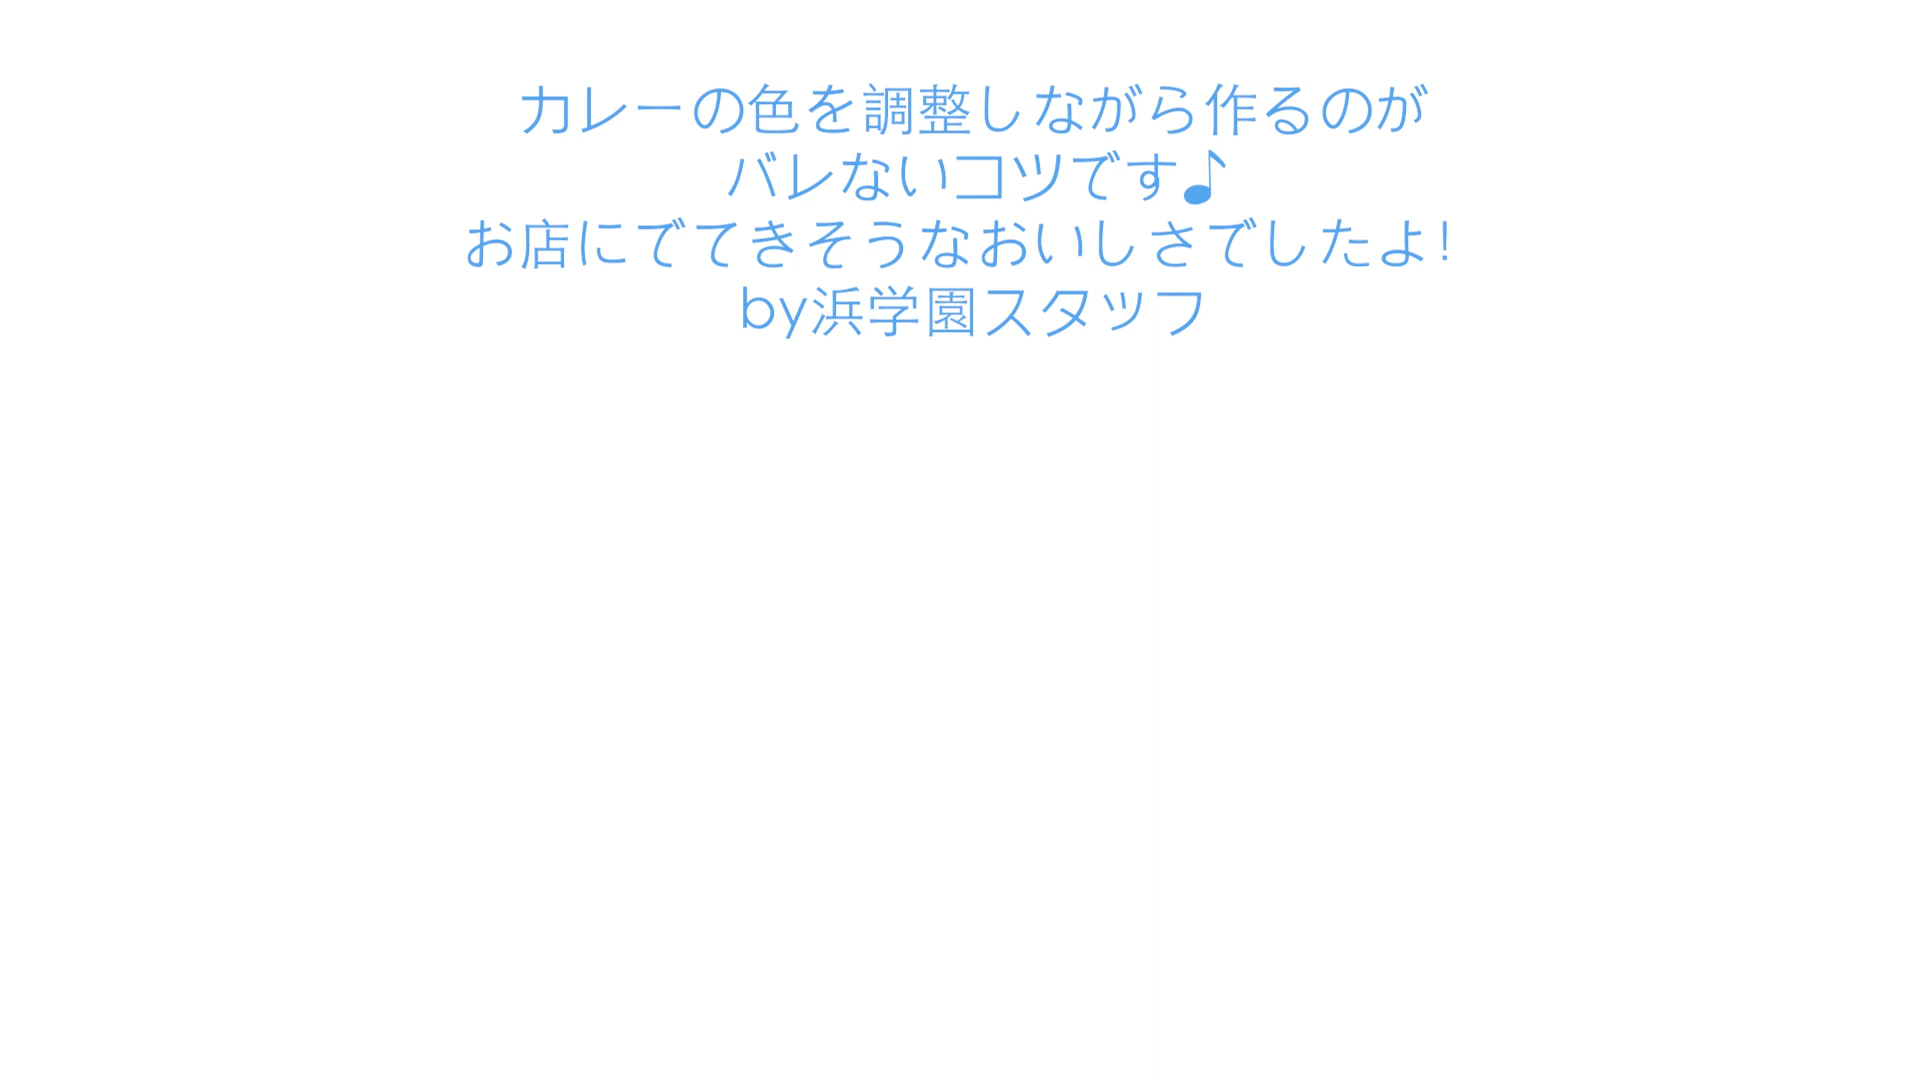 カレーの色を調整しながら作るのが
バレないコツです♪
お店にでてきそうなおいしさでしたよ!
by浜学園スタッフ